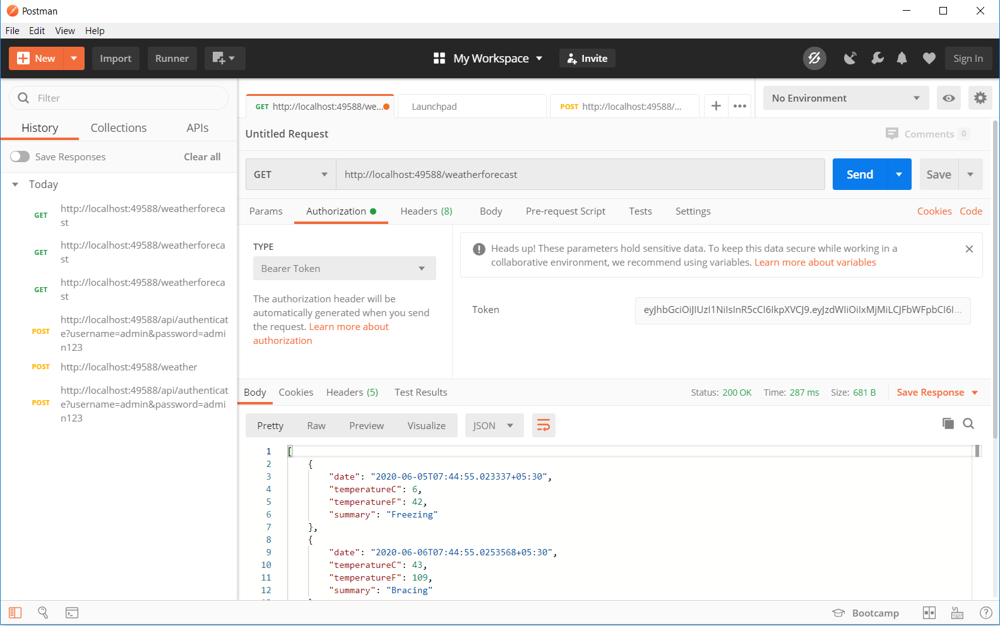 Postman
File Edit View Help
New Import Runner My Workspace Invite Sign In
Filter
History Collections APIs
Save Responses Clear all
Today
GET http://localhost:49588/weatherforeca
st
GET http://localhost:49588/weatherforeca
st
GET http://localhost:49588/weatherforeca
st
POST http://localhost:49588/api/authenticat
e?username=admin&password=admi
n123
POST http://localhost:49588/weather
POST http://localhost:49588/api/authenticat
e?username=admin&password=admi
n123
GET http://localhost:49588/we... Launchpad POST http://localhost:49588/... No Environment
Untitled Request Comments 0
GET http://localhost:49588/weatherforecast Send Save
Params Authorization Headers (8) Body Pre-request Script Tests Settings Cookies Code
TYPE
Bearer Token
The authorization header will be
automatically generated when you send
the request. Learn more about
authorization
Heads up! These parameters hold sensitive data. To keep this data secure while working in a
collaborative environment, we recommend using variables. Learn more about variables
Token eyJhbGciOiJIUzI1NiIsInR5cCI6IkpXVCJ9.eyJzdWIiOiIxMjMiLCJFbWFpbCI6I...
Body Cookies Headers (5) Test Results Status: 200 OK Time: 287 ms Size: 681 B Save Response
Pretty Raw Preview Visualize JSON
1 [
2 {
3 "date": "2020-06-05T07:44:55.023337+05:30",
4 "temperatureC": 6,
5 "temperatureF": 42,
6 "summary": "Freezing"
7 },
8 {
9 "date": "2020-06-06T07:44:55.0253568+05:30",
10 "temperatureC": 43,
11 "temperatureF": 109,
12 "summary": "Bracing"
Bootcamp